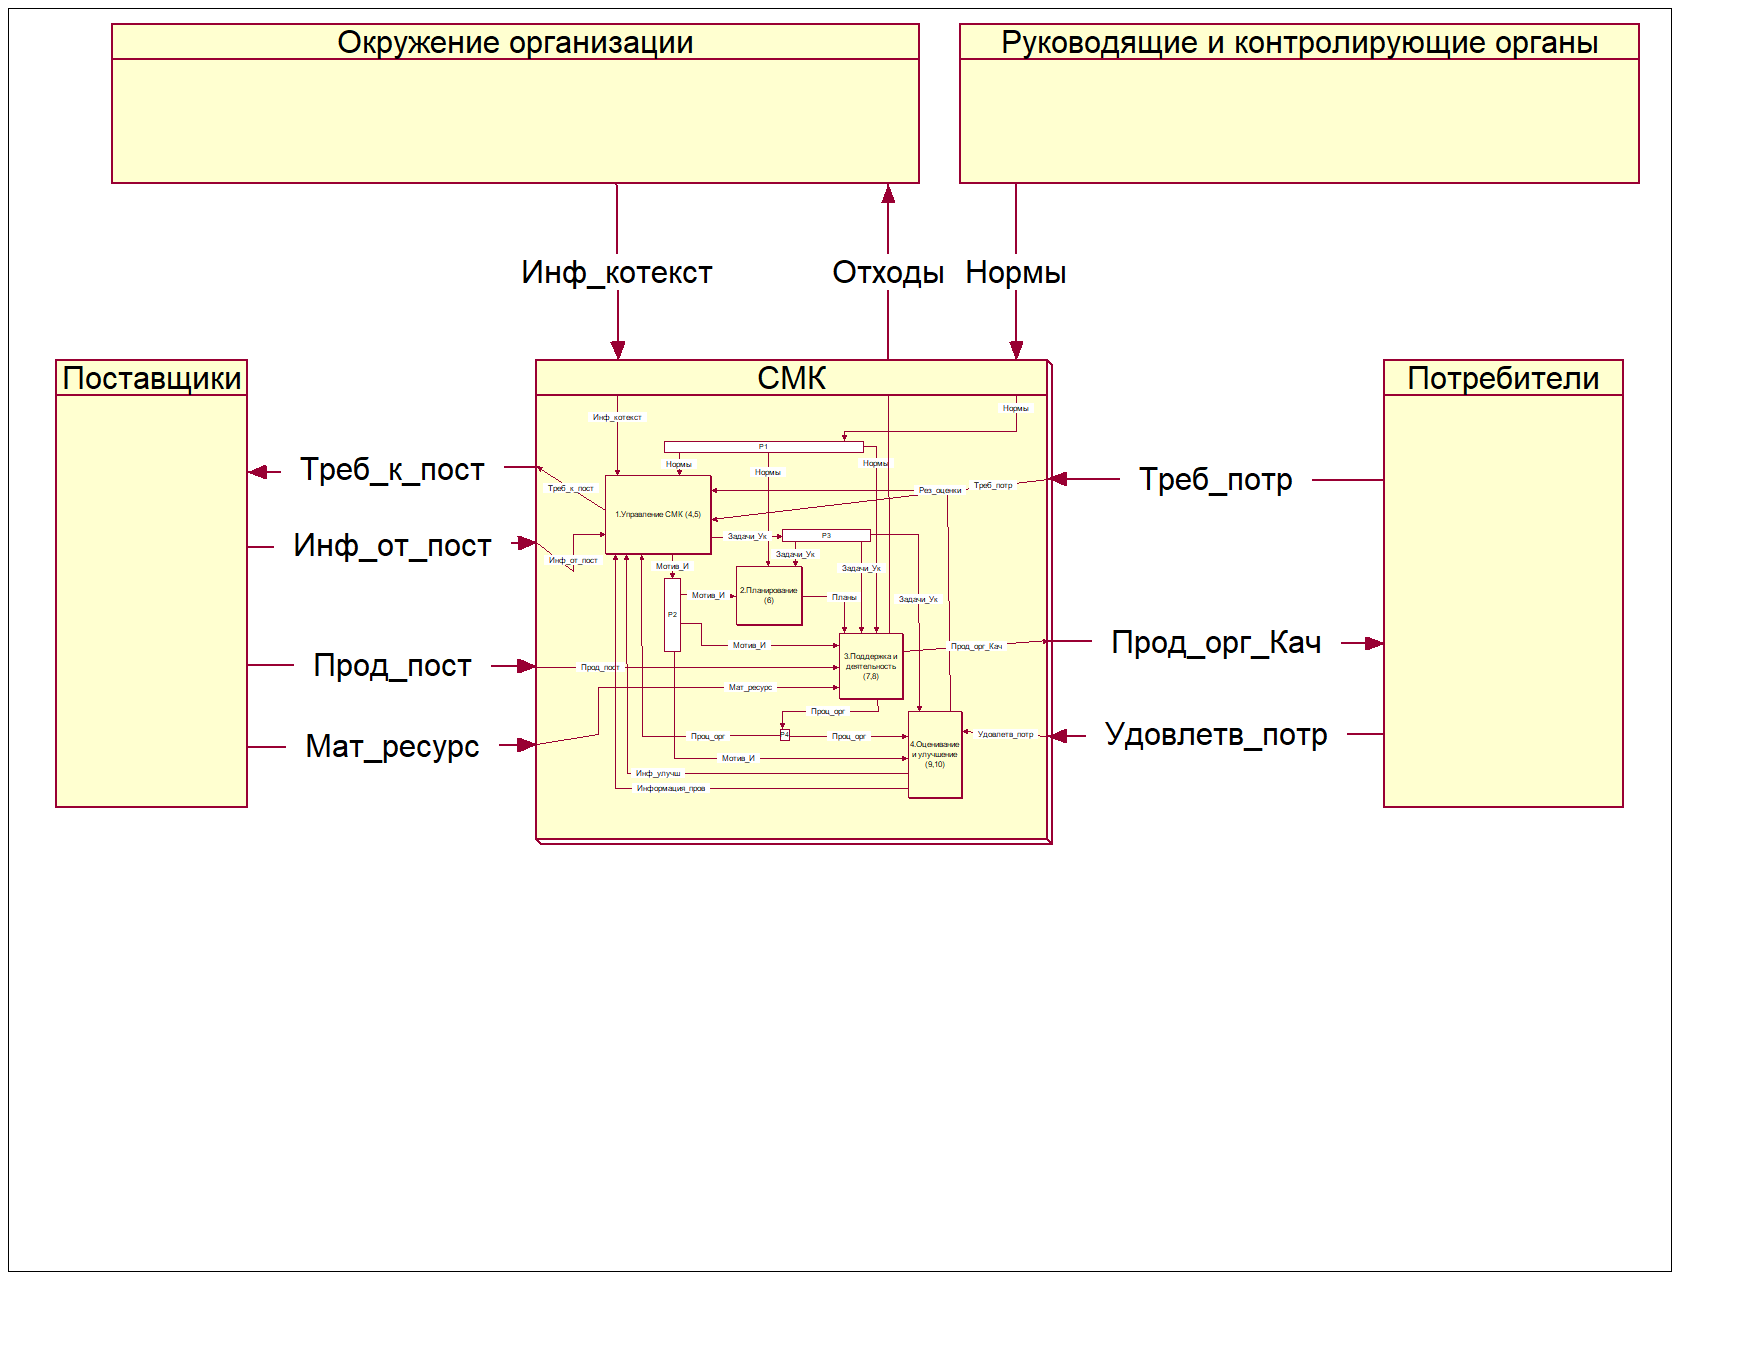 Окружение организации
Руководящие и контролирующие органы
Инф_котекст
Отходы
Нормы
Поставщики
СМК
Потребители
Треб_к_пост
Инф_от_пост
Прод_пост
Мат_ресурс
Треб_потр
Прод_орг_Кач
Удовлетв_потр
Инф_котекст
Нормы
P1
Нормы
Нормы
Нормы
Треб_к_пост
Рез_оценки
Треб_потр
1.Управление СМК (4,5)
Задачи_Ук
P3
Задачи_Ук
Инф_от_пост
Мотив_И
Задачи_Ук
2.Планирование
(6)
Мотив_И
Планы
Задачи_Ук
P2
Мотив_И
Прод_орг_Кач
3.Поддержка и
деятельность
(7,8)
Прод_пост
Мат_ресурс
Проц_орг
Проц_орг
P4
Проц_орг
Удовлетв_потр
4.Оценивание
и улучшение
(9,10)
Мотив_И
Инф_улучш
Информация_пров